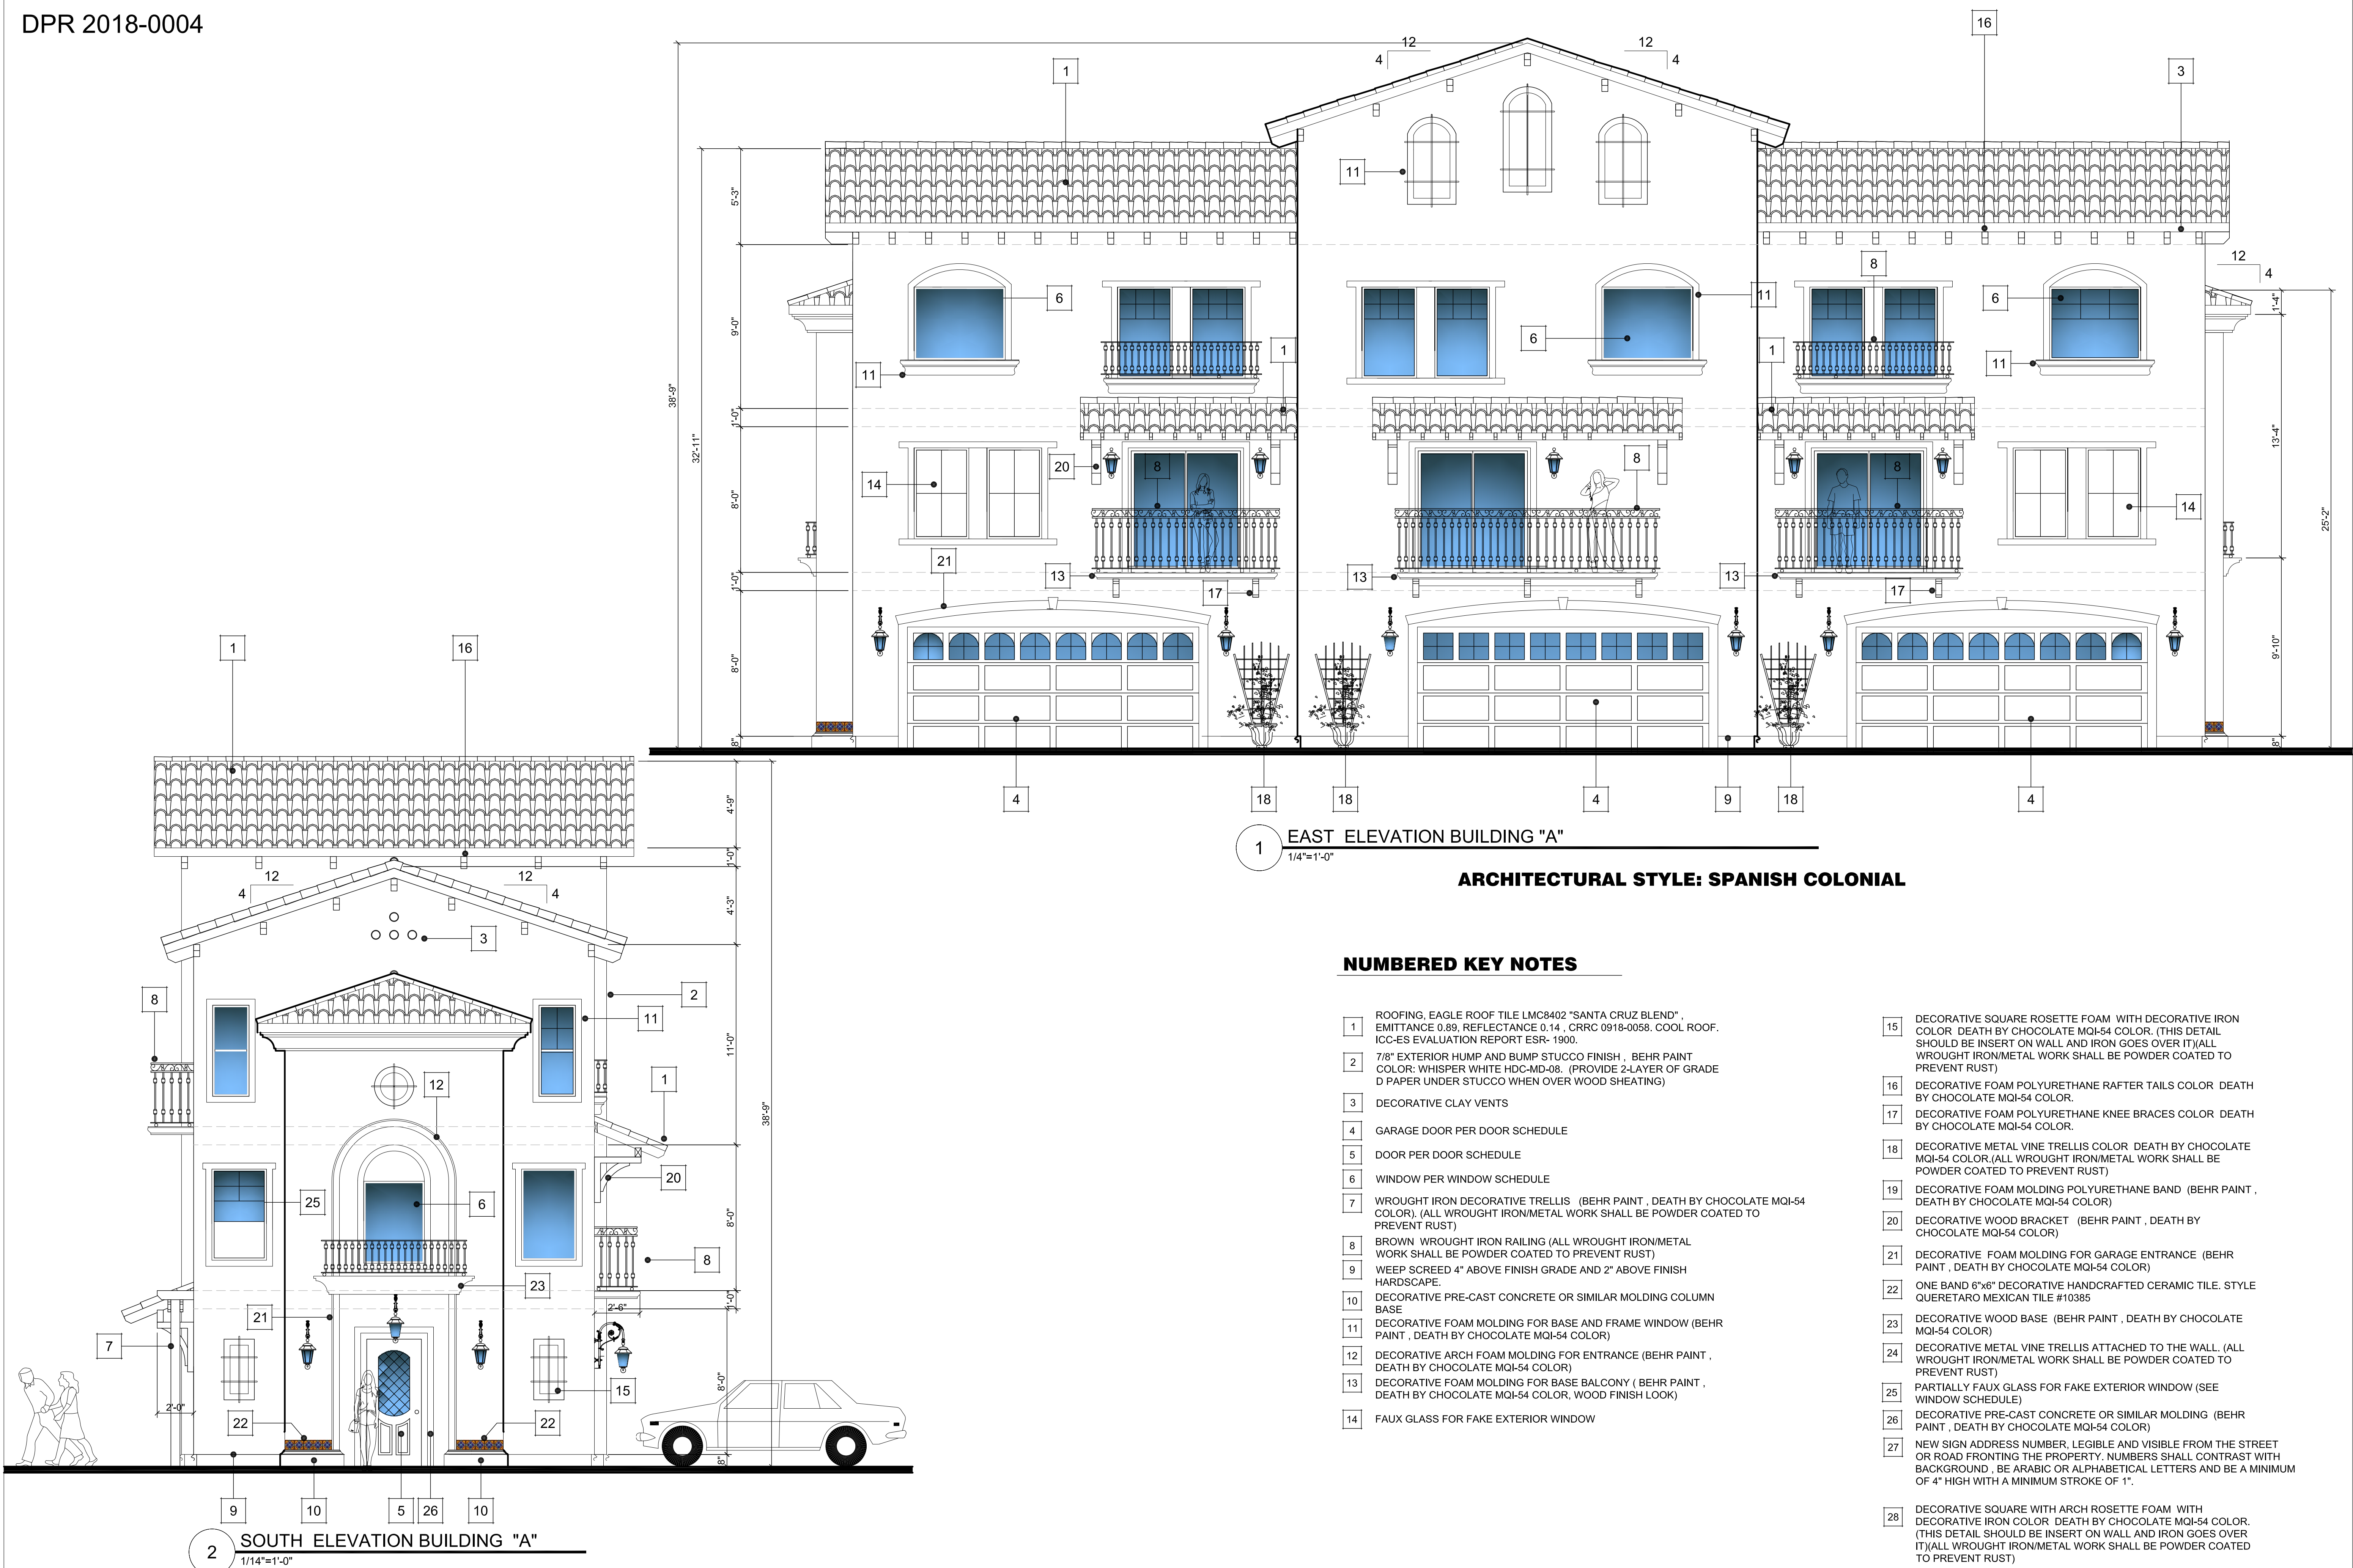 DPR 2018-0004
16
12
12
4
4
1
3
11
5'-3"
12
4
8
6
6
11
6
1
1
11
11
9'-0"
1'-4"
38'-9"
32'-11"
1'-0"
13'-4"
20
8
8
8
14
14
8'-0"
25'-2"
21
13
13
13
17
17
1'-0"
8'-0"
9'-10"
8"
8"
4
18
18
4
9
18
4
1
EAST ELEVATION BUILDING "A"
1/4"=1'-0"
ARCHITECTURAL STYLE: SPANISH COLONIAL
1
16
4'-9"
1'-0"
12
12
4
4
4'-3"
3
8
2
11
11'-0"
12
1
38'-9"
20
25
6
8'-0"
8
23
1'-0"
2'-6"
21
7
15
8'-0"
2'-0"
22
22
8"
9
10
5
26
10
2
SOUTH ELEVATION BUILDING "A"
1/14"=1'-0"
NUMBERED KEY NOTES
1
ROOFING, EAGLE ROOF TILE LMC8402 "SANTA CRUZ BLEND" ,
EMITTANCE 0.89, REFLECTANCE 0.14 , CRRC 0918-0058. COOL ROOF.
ICC-ES EVALUATION REPORT ESR- 1900.
2
7/8" EXTERIOR HUMP AND BUMP STUCCO FINISH , BEHR PAINT
COLOR: WHISPER WHITE HDC-MD-08. (PROVIDE 2-LAYER OF GRADE
D PAPER UNDER STUCCO WHEN OVER WOOD SHEATING)
3
DECORATIVE CLAY VENTS
4
GARAGE DOOR PER DOOR SCHEDULE
5
DOOR PER DOOR SCHEDULE
6
WINDOW PER WINDOW SCHEDULE
7
WROUGHT IRON DECORATIVE TRELLIS (BEHR PAINT , DEATH BY CHOCOLATE MQI-54
COLOR). (ALL WROUGHT IRON/METAL WORK SHALL BE POWDER COATED TO
PREVENT RUST)
8
BROWN WROUGHT IRON RAILING (ALL WROUGHT IRON/METAL
WORK SHALL BE POWDER COATED TO PREVENT RUST)
9
WEEP SCREED 4" ABOVE FINISH GRADE AND 2" ABOVE FINISH
HARDSCAPE.
10
DECORATIVE PRE-CAST CONCRETE OR SIMILAR MOLDING COLUMN
BASE
11
DECORATIVE FOAM MOLDING FOR BASE AND FRAME WINDOW (BEHR
PAINT , DEATH BY CHOCOLATE MQI-54 COLOR)
12
DECORATIVE ARCH FOAM MOLDING FOR ENTRANCE (BEHR PAINT ,
DEATH BY CHOCOLATE MQI-54 COLOR)
13
DECORATIVE FOAM MOLDING FOR BASE BALCONY ( BEHR PAINT ,
DEATH BY CHOCOLATE MQI-54 COLOR, WOOD FINISH LOOK)
14
FAUX GLASS FOR FAKE EXTERIOR WINDOW
15
DECORATIVE SQUARE ROSETTE FOAM WITH DECORATIVE IRON
COLOR DEATH BY CHOCOLATE MQI-54 COLOR. (THIS DETAIL
SHOULD BE INSERT ON WALL AND IRON GOES OVER IT)(ALL
WROUGHT IRON/METAL WORK SHALL BE POWDER COATED TO
PREVENT RUST)
16
DECORATIVE FOAM POLYURETHANE RAFTER TAILS COLOR DEATH
BY CHOCOLATE MQI-54 COLOR.
17
DECORATIVE FOAM POLYURETHANE KNEE BRACES COLOR DEATH
BY CHOCOLATE MQI-54 COLOR.
18
DECORATIVE METAL VINE TRELLIS COLOR DEATH BY CHOCOLATE
MQI-54 COLOR.(ALL WROUGHT IRON/METAL WORK SHALL BE
POWDER COATED TO PREVENT RUST)
19
DECORATIVE FOAM MOLDING POLYURETHANE BAND (BEHR PAINT ,
DEATH BY CHOCOLATE MQI-54 COLOR)
20
DECORATIVE WOOD BRACKET (BEHR PAINT , DEATH BY
CHOCOLATE MQI-54 COLOR)
21
DECORATIVE FOAM MOLDING FOR GARAGE ENTRANCE (BEHR
PAINT , DEATH BY CHOCOLATE MQI-54 COLOR)
22
ONE BAND 6"x6" DECORATIVE HANDCRAFTED CERAMIC TILE. STYLE
QUERETARO MEXICAN TILE #10385
23
DECORATIVE WOOD BASE (BEHR PAINT , DEATH BY CHOCOLATE
MQI-54 COLOR)
24
DECORATIVE METAL VINE TRELLIS ATTACHED TO THE WALL. (ALL
WROUGHT IRON/METAL WORK SHALL BE POWDER COATED TO
PREVENT RUST)
25
PARTIALLY FAUX GLASS FOR FAKE EXTERIOR WINDOW (SEE
WINDOW SCHEDULE)
26
DECORATIVE PRE-CAST CONCRETE OR SIMILAR MOLDING (BEHR
PAINT , DEATH BY CHOCOLATE MQI-54 COLOR)
27
NEW SIGN ADDRESS NUMBER, LEGIBLE AND VISIBLE FROM THE STREET
OR ROAD FRONTING THE PROPERTY. NUMBERS SHALL CONTRAST WITH
BACKGROUND , BE ARABIC OR ALPHABETICAL LETTERS AND BE A MINIMUM
OF 4" HIGH WITH A MINIMUM STROKE OF 1".
28
DECORATIVE SQUARE WITH ARCH ROSETTE FOAM WITH
DECORATIVE IRON COLOR DEATH BY CHOCOLATE MQI-54 COLOR.
(THIS DETAIL SHOULD BE INSERT ON WALL AND IRON GOES OVER
IT)(ALL WROUGHT IRON/METAL WORK SHALL BE POWDER COATED
TO PREVENT RUST)